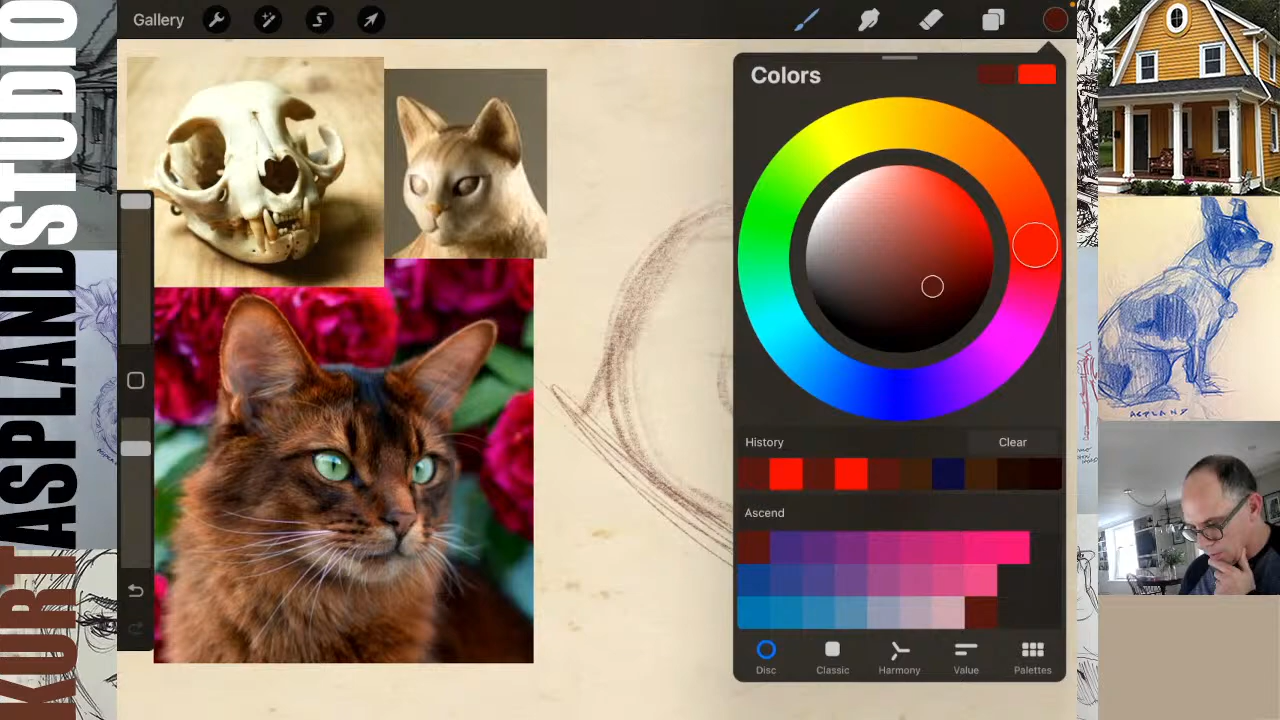 KURT ASPLAND STUDIO
Gallery
Colors
History
Clear
Ascend
Disc
Classic
Harmony
Value
Palettes
ASPLAND